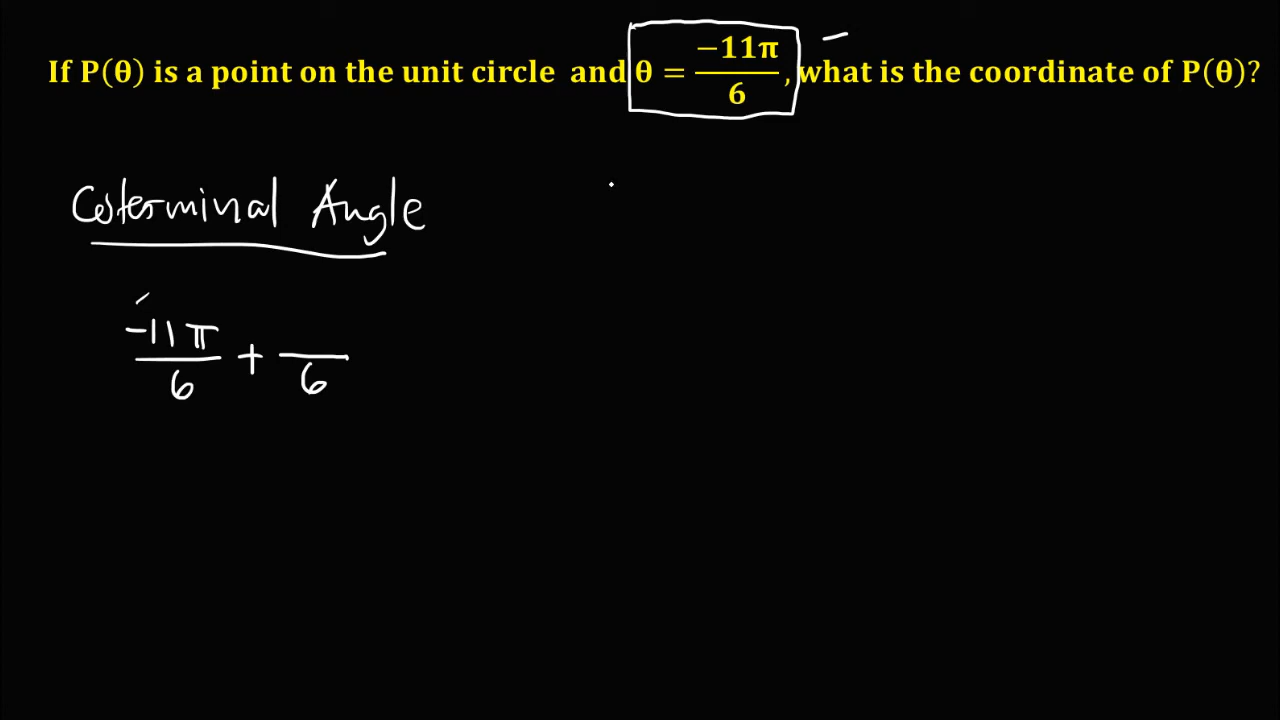 If P(θ) is a point on the unit circle and θ = −11π/6, what is the coordinate of P(θ)?
Coterminal Angle
-11π/6 + /6